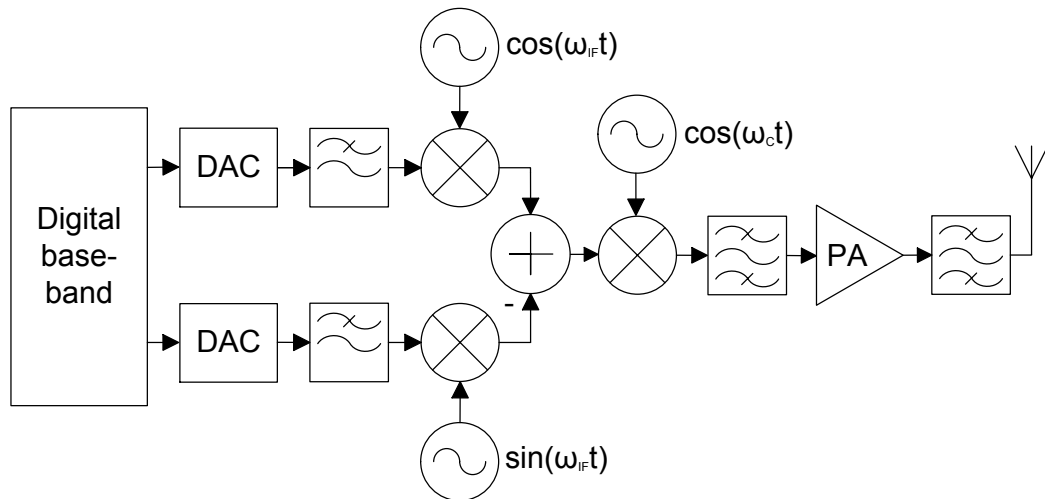 cos(ω_IF t)
cos(ω_C t)
DAC
Digital
base-
band
PA
-
DAC
sin(ω_IF t)